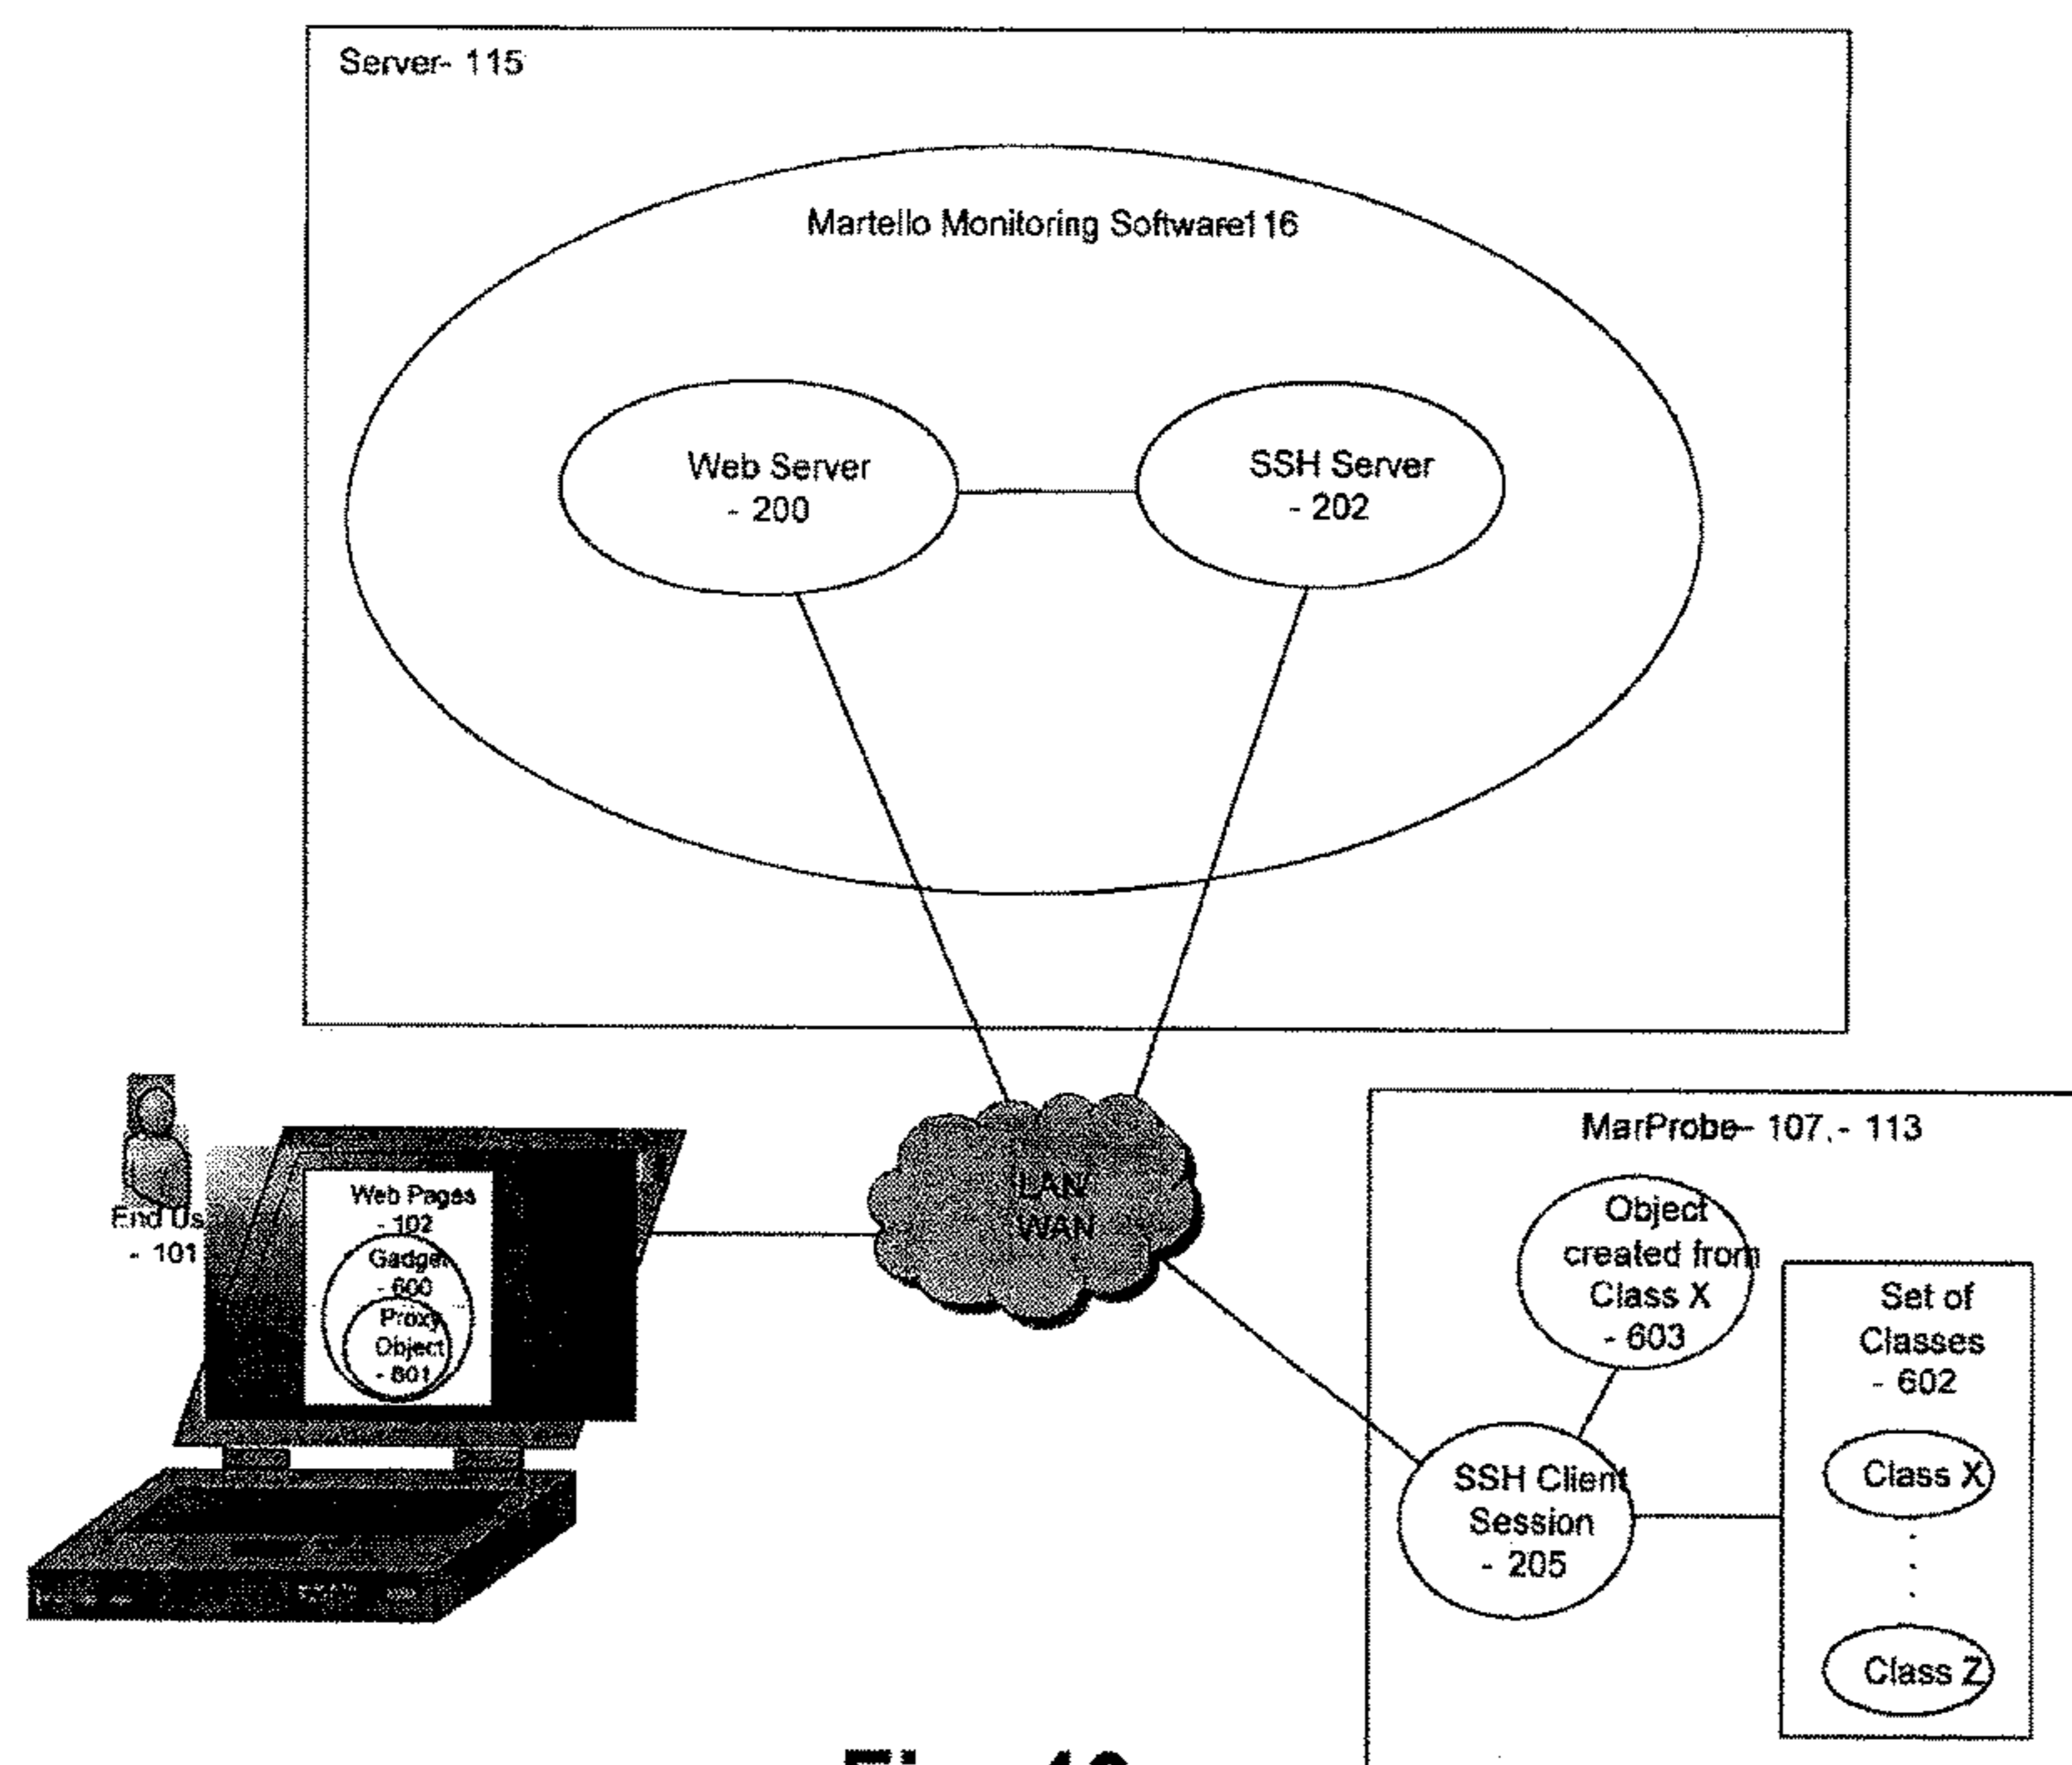 Server- 115
Martello Monitoring Software116
Web Server
- 200
SSH Server
- 202
End Us
- 101
Web Pages
- 102
Gadget
- 600
Proxy
Object
- 601
LAN/
WAN
MarProbe- 107,- 113
Object
created from
Class X
- 603
SSH Client
Session
- 205
Set of
Classes
- 602
Class X
Class Z